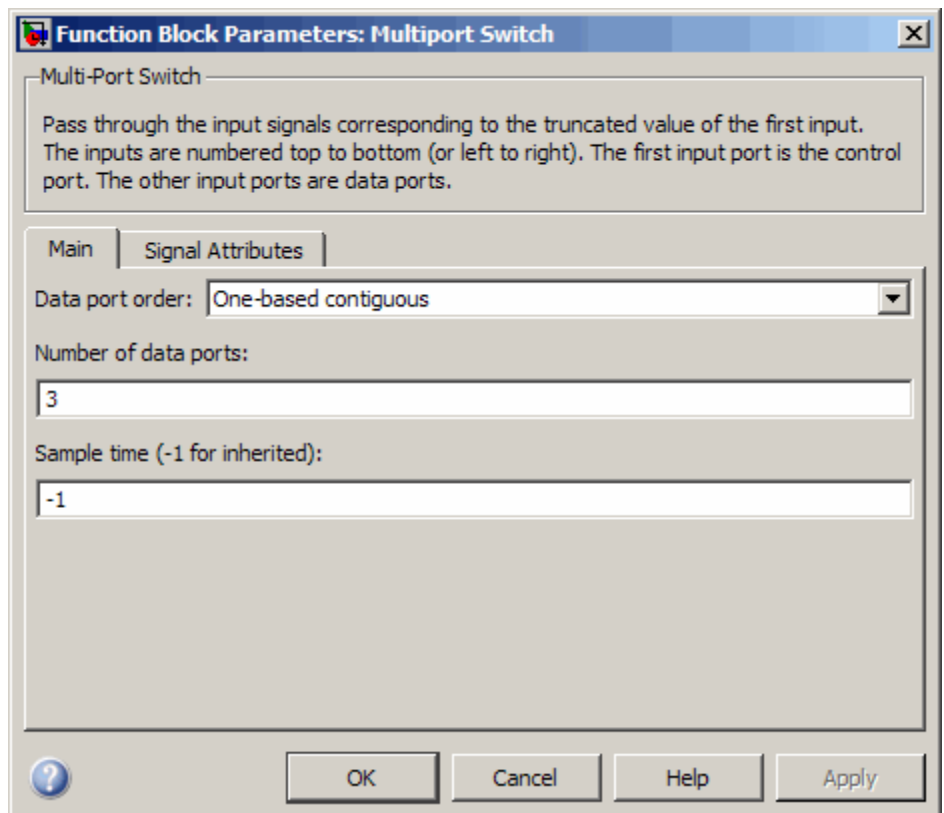 Function Block Parameters: Multiport Switch
Multi-Port Switch
Pass through the input signals corresponding to the truncated value of the first input.
The inputs are numbered top to bottom (or left to right). The first input port is the control
port. The other input ports are data ports.
Main Signal Attributes
Data port order: One-based contiguous
Number of data ports:
3
Sample time (-1 for inherited):
-1
OK Cancel Help Apply